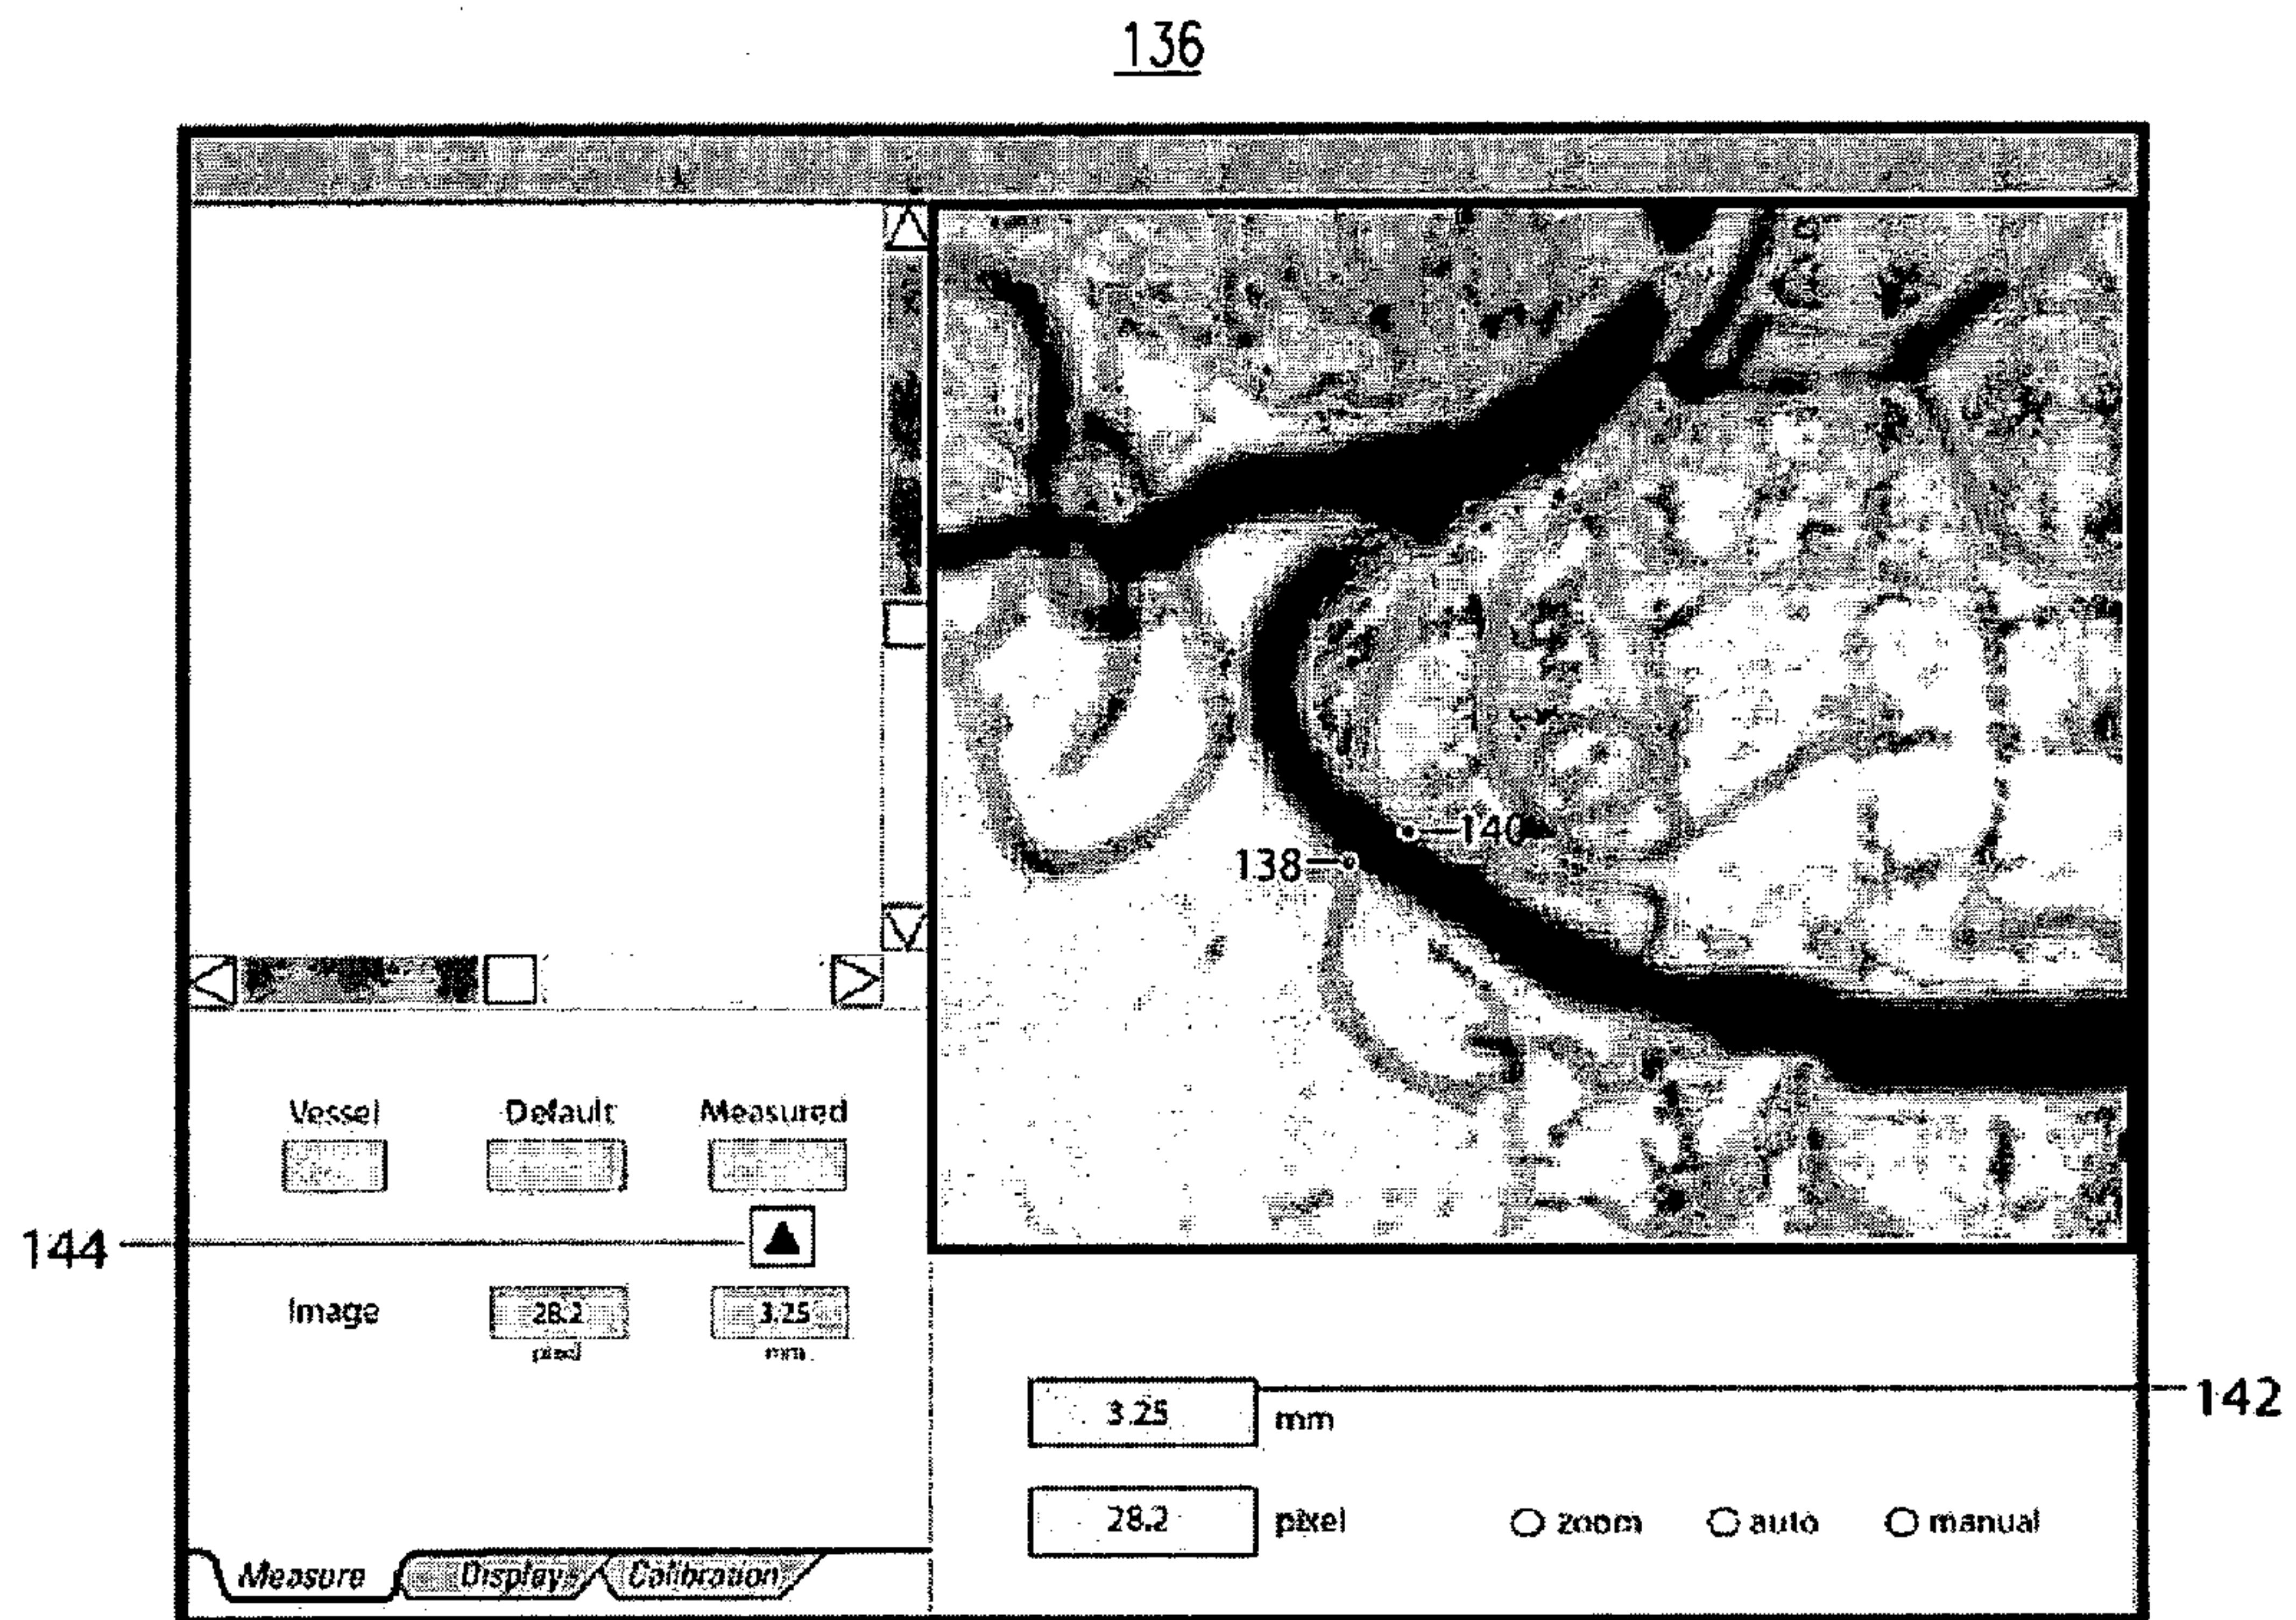 136
140
138
Vessel Default Measured
144
Image 28.2 3.25
pixel mm
3.25 mm
142
28.2 pixel zoom auto manual
Measure Display Calibration